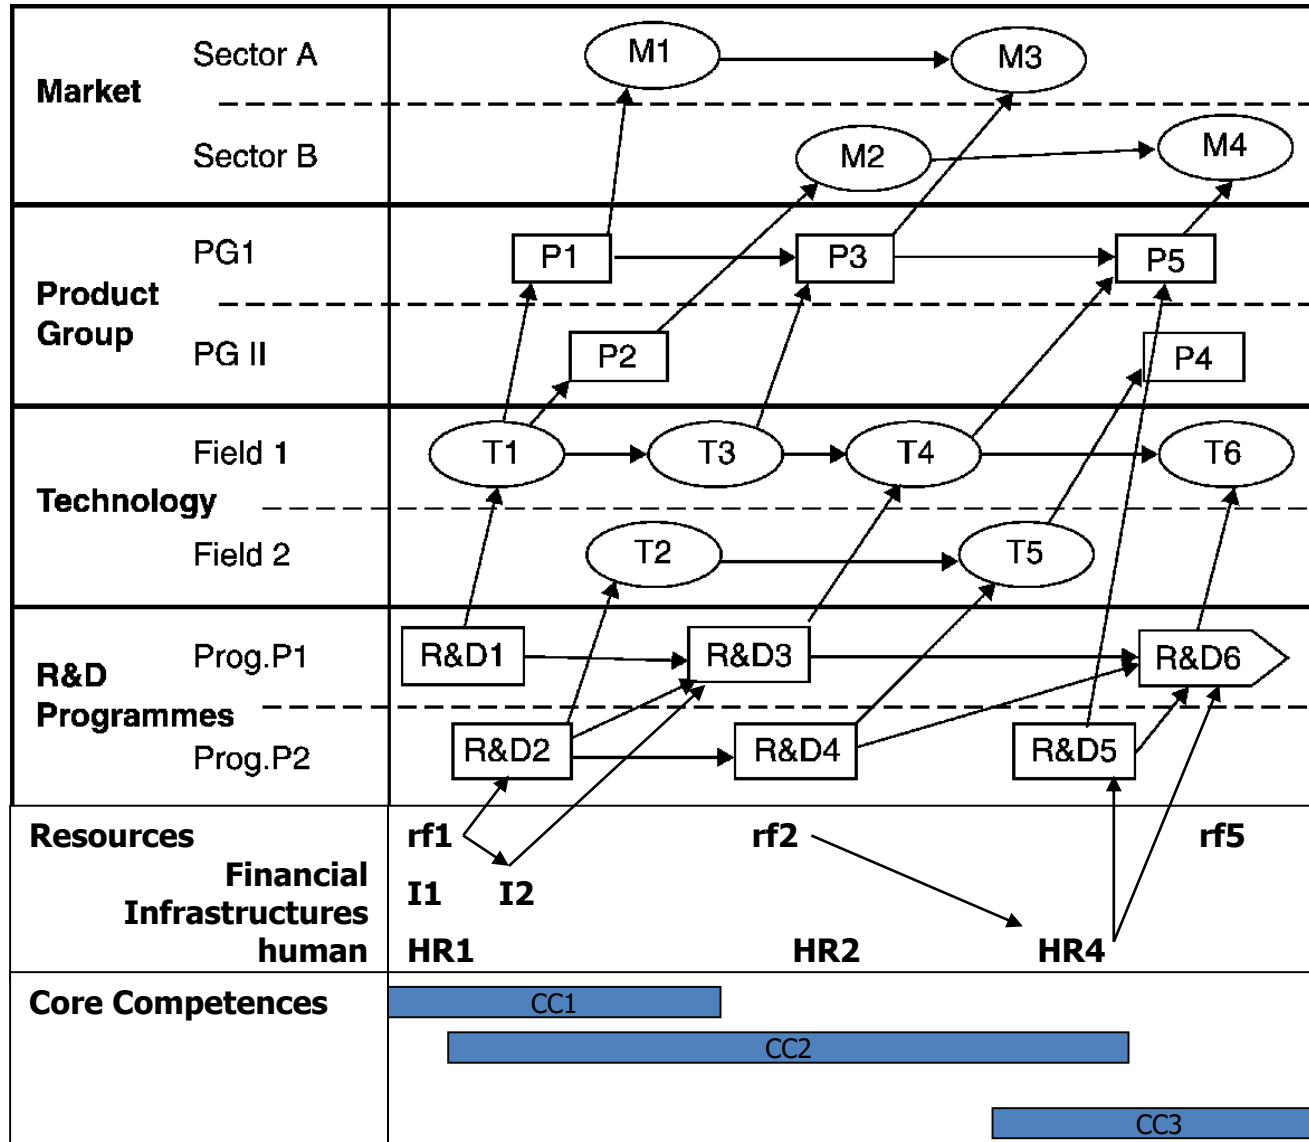 Market
Sector A
M1
M3
Sector B
M2
M4
Product
Group
PG1
P1
P3
P5
PG II
P2
P4
Technology
Field 1
T1
T3
T4
T6
Field 2
T2
T5
R&D
Programmes
Prog.P1
R&D1
R&D3
R&D6
Prog.P2
R&D2
R&D4
R&D5
Resources
rf1
rf2
rf5
Financial
Infrastructures
I1
I2
human
HR1
HR2
HR4
Core Competences
CC1
CC2
CC3